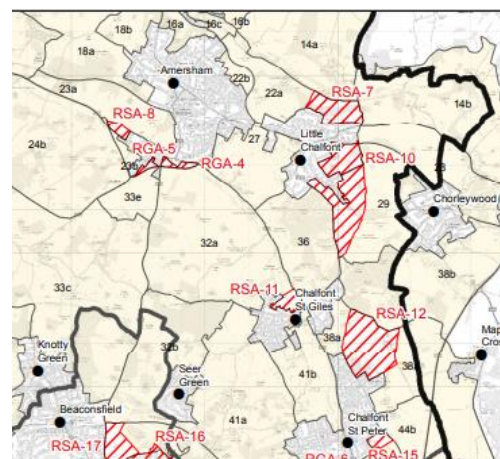 16a
16c
16b
18b
18a
14a
Amersham
22b
23a
22a
RSA-7
14b
RSA-8
24b
RGA-5
27
Little
Chalfont
RSA-10
RGA-4
23b
28
33e
29
Chorleywood
32a
36
38b
33c
RSA-11
Chalfont
St Giles
RSA-12
Knotty
Green
32b
38a
Seer
Green
41b
Beaconsfield
41a
Chalfont
St Peter
44b
RSA-16
RSA-17
RSA-15